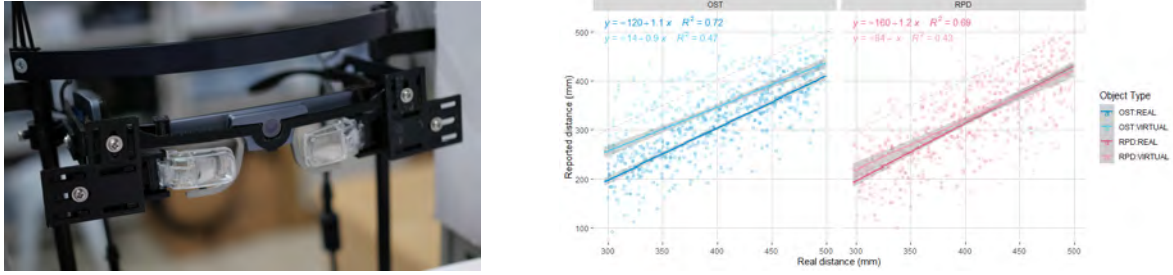 OST
RPD
y = −120+1.1 x R² = 0.72
y = −14+0.9 x R² = 0.47
y = −160+1.2 x R² = 0.69
y = −84+ x R² = 0.43
Reported distance (mm)
500
400
300
200
100
300
350
400
450
500
300
350
400
450
500
Real distance (mm)
Object Type
OST:REAL
OST:VIRTUAL
RPD:REAL
RPD:VIRTUAL